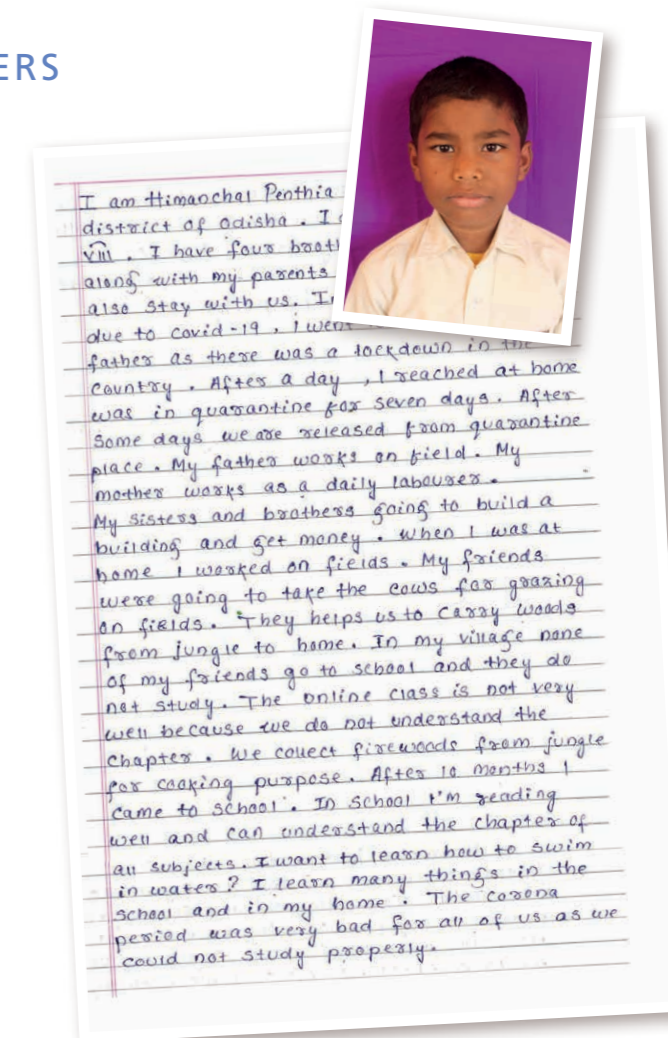 ERS
I am Himanchal Penthia
district of Odisha. I
viii. I have four brot
along with my parents
also stay with us. I
due to covid-19, i went
father as there was a lockdown in the
country. After a day, I reached at home
was in quarantine for seven days. After
some days we are released from quarantine
place. My father works on field. My
mother works as a daily labourer.
My sisters and brothers going to build a
building and get money. when I was at
home I worked on fields. My friends
were going to take the cows for grazing
on fields. They helps us to carry woods
from jungle to home. In my village none
of my friends go to school and they do
not study. The online class is not very
well because we do not understand the
chapter. We collect firewoods from jungle
for cooking purpose. After 10 months I
came to school. In school I'm reading
well and can understand the chapter of
all subjects. I want to learn how to swim
in water? I learn many things in the
school and in my home. The corona
period was very bad for all of us as we
could not study properly.